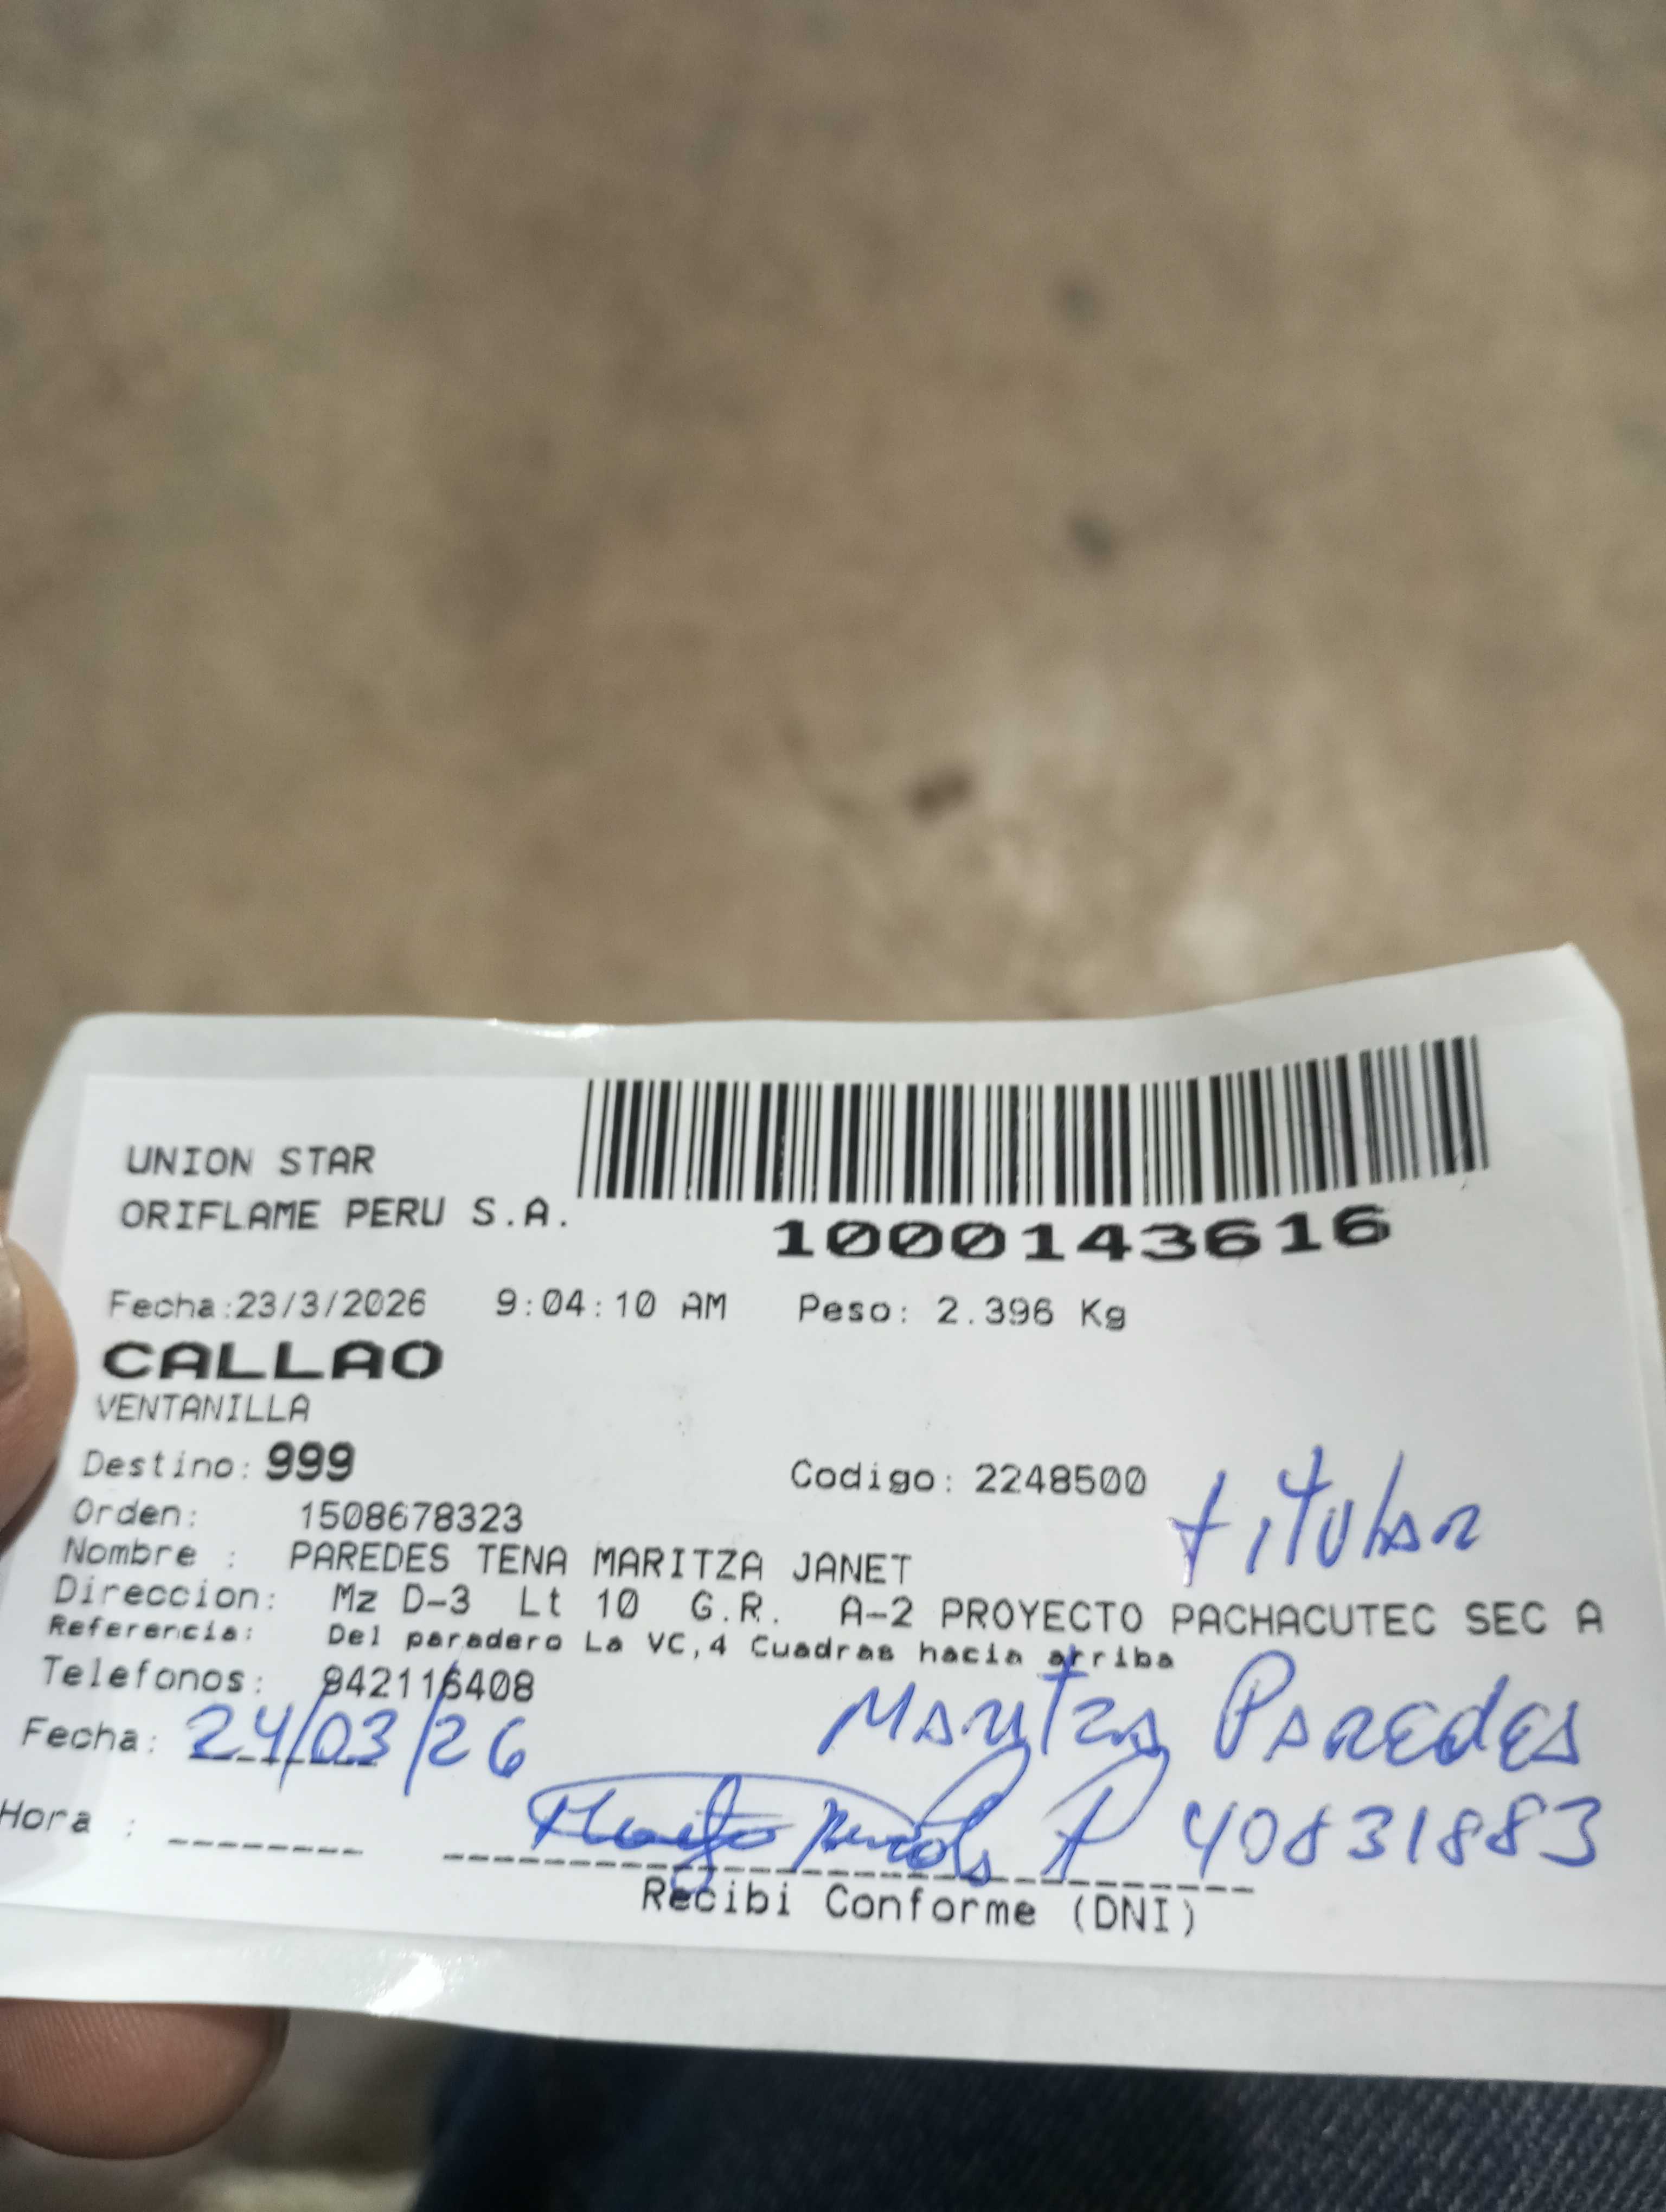 UNION STAR
ORIFLAME PERU S.A.
1000143616
Fecha:23/3/2026 9:04:10 AM Peso: 2.396 Kg
CALLAO
VENTANILLA
Destino: 999 Codigo: 2248500
titular
Orden: 1508678323
Nombre : PAREDES TENA MARITZA JANET
Direccion: Mz D-3 Lt 10 G.R. A-2 PROYECTO PACHACUTEC SEC A
Referencia: Del paradero La VC,4 Cuadras hacia arriba
Telefonos: 942116408
Maritza Paredes
Fecha: 24/03/26
Hora : 40831883
Recibi Conforme (DNI)